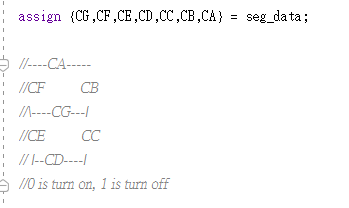 assign {CG,CF,CE,CD,CC,CB,CA} = seg_data;
//----CA-----
//CF CB
//\----CG---/
//CE CC
// |--CD----|
//0 is turn on, 1 is turn off